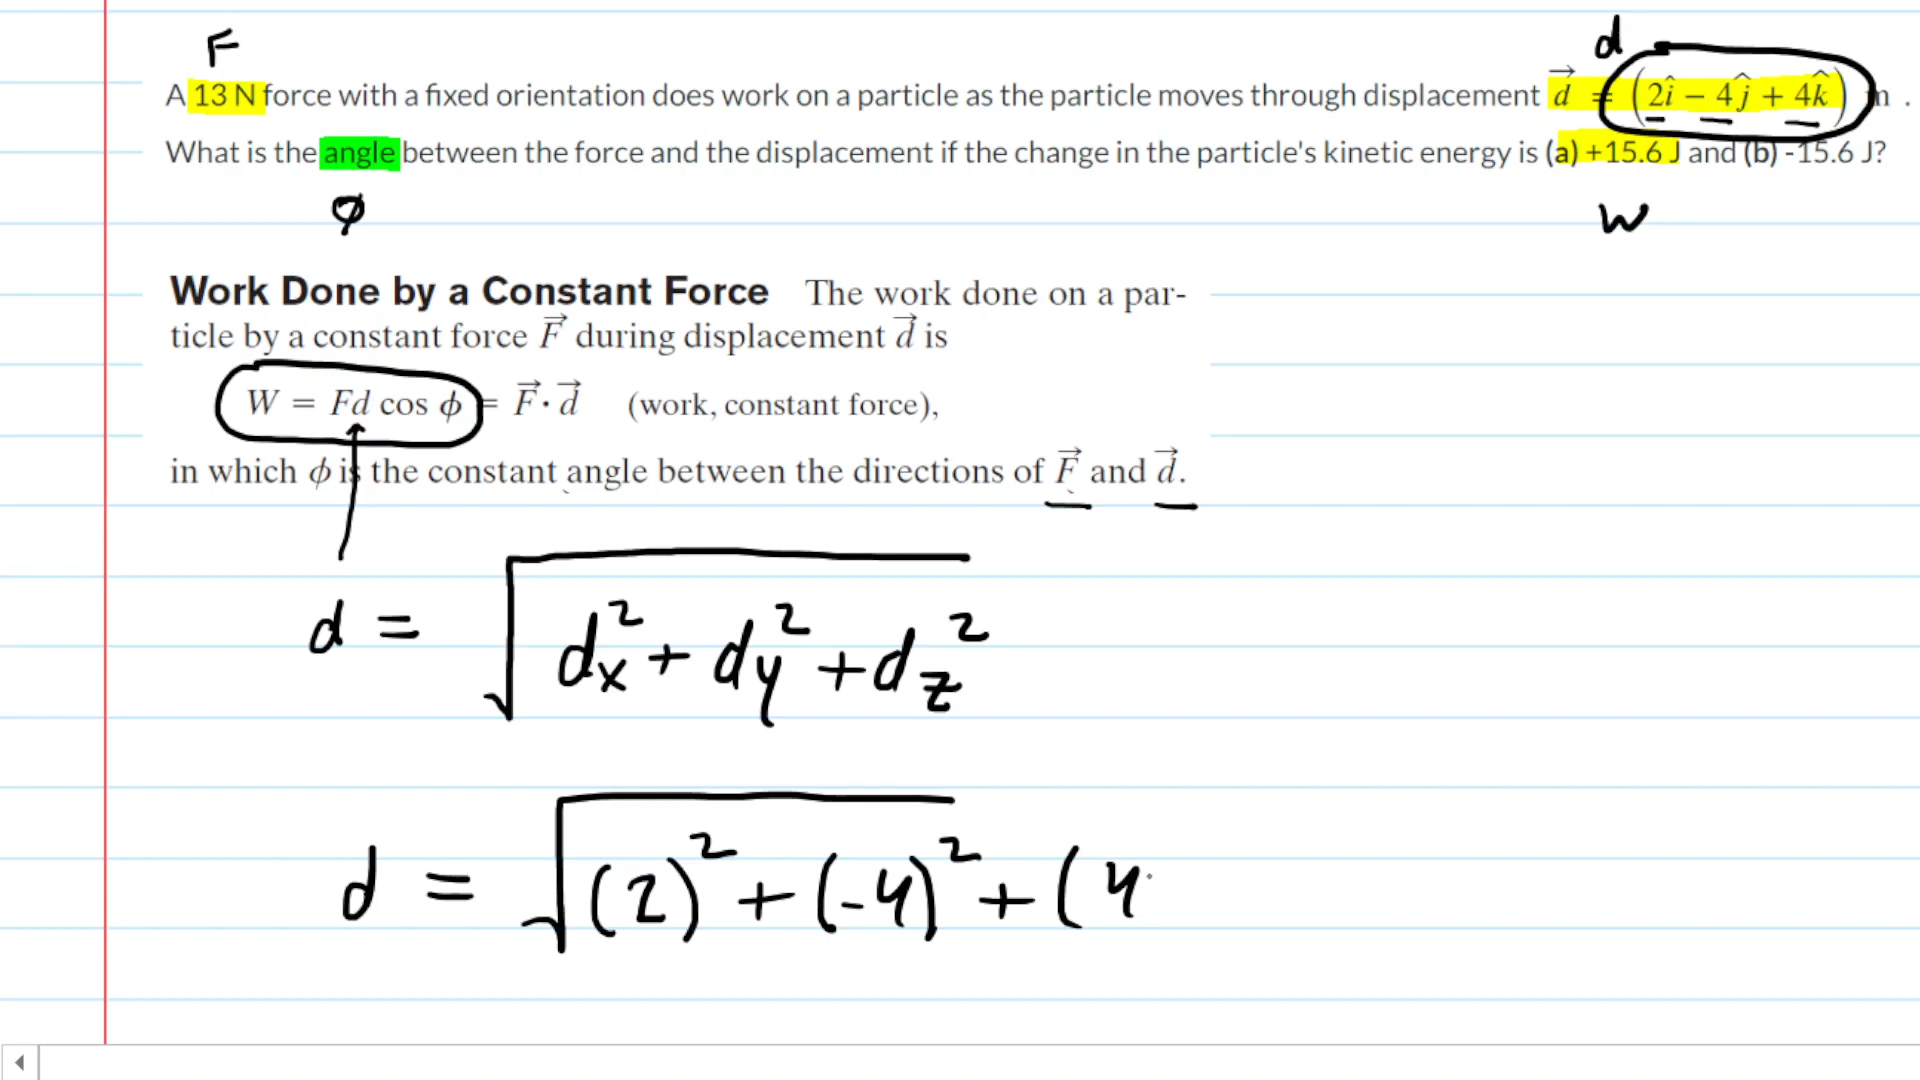 F
d
A 13 N force with a fixed orientation does work on a particle as the particle moves through displacement d⃗ = (2î − 4ĵ + 4k̂) m .
What is the angle between the force and the displacement if the change in the particle's kinetic energy is (a) +15.6 J and (b) -15.6 J?
φ
W
Work Done by a Constant Force The work done on a par-
ticle by a constant force F⃗ during displacement d⃗ is
W = Fd cos ϕ = F⃗ · d⃗ (work, constant force),
in which ϕ is the constant angle between the directions of F⃗ and d⃗.
d = √(dx² + dy² + dz²)
d = √(2)² + (-4)² + (4